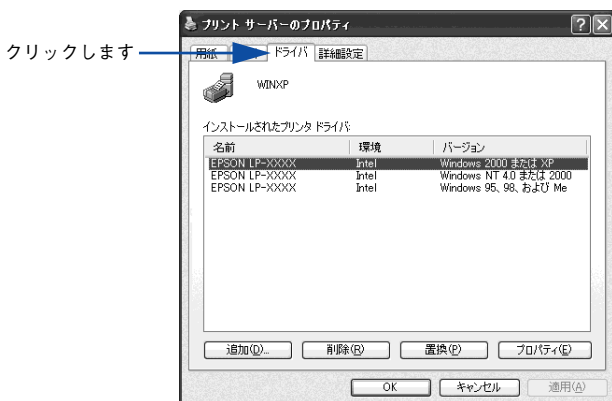 プリント サーバーのプロパティ
クリックします
用紙 ドライバ 詳細設定
WINXP
インストールされたプリンタ ドライバ:
名前 環境 バージョン
EPSON LP-XXXX Intel Windows 2000 または XP
EPSON LP-XXXX Intel Windows NT 4.0 または 2000
EPSON LP-XXXX Intel Windows 95、98、および Me
追加(D)... 削除(R) 置換(P) プロパティ(E)
OK キャンセル 適用(A)